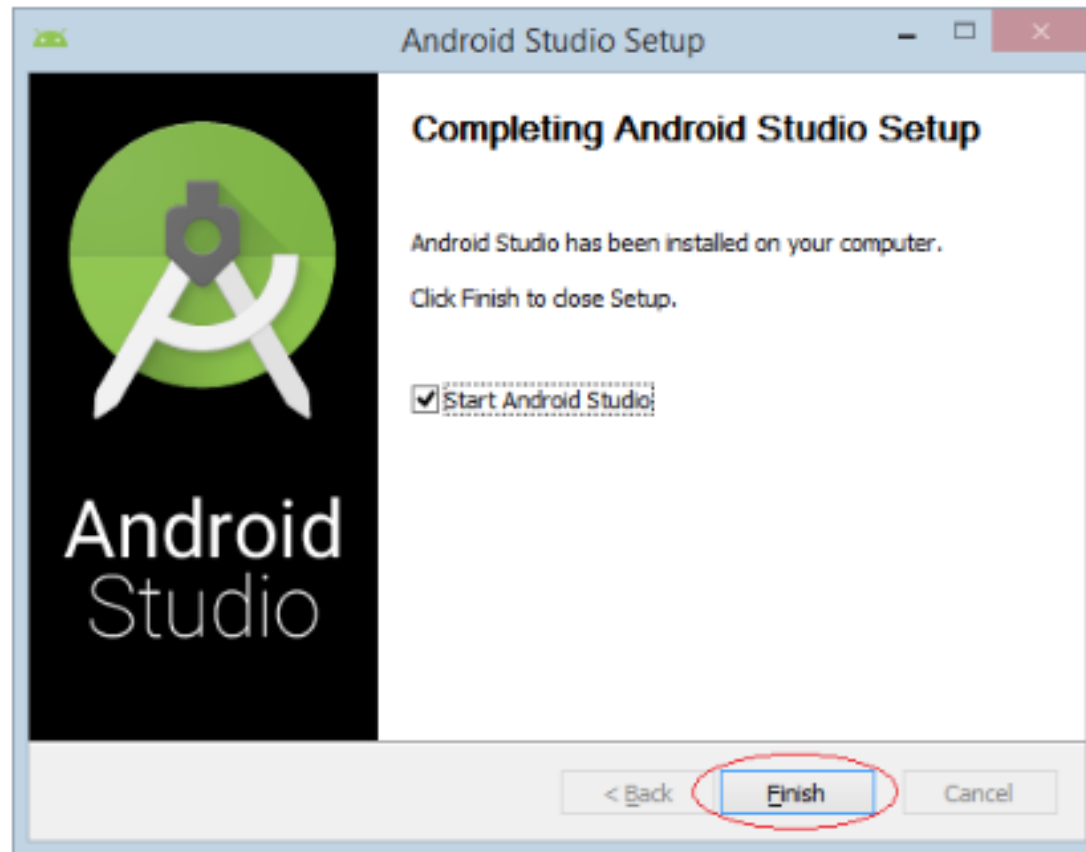 Android Studio Setup
Completing Android Studio Setup
Android Studio has been installed on your computer.
Click Finish to close Setup.
Start Android Studio
Android
Studio
< Back
Finish
Cancel